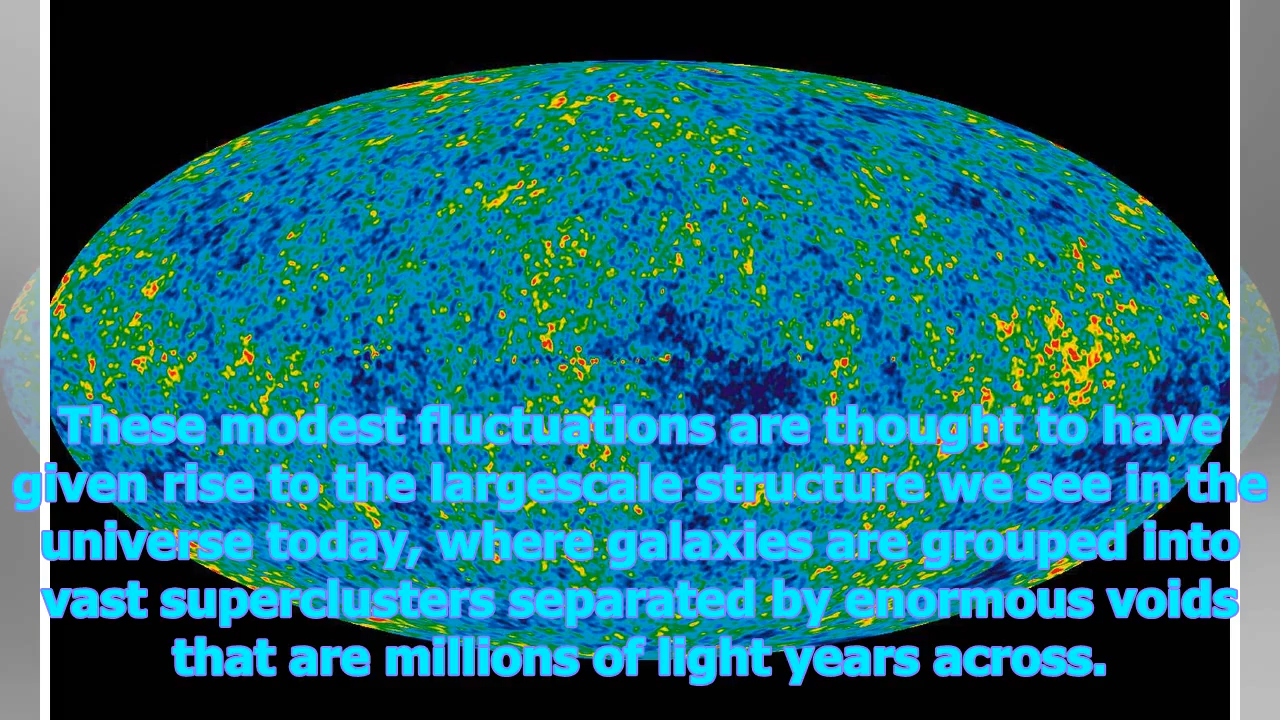 These modest fluctuations are thought to have
given rise to the largescale structure we see in the
universe today, where galaxies are grouped into
vast superclusters separated by enormous voids
that are millions of light years across.